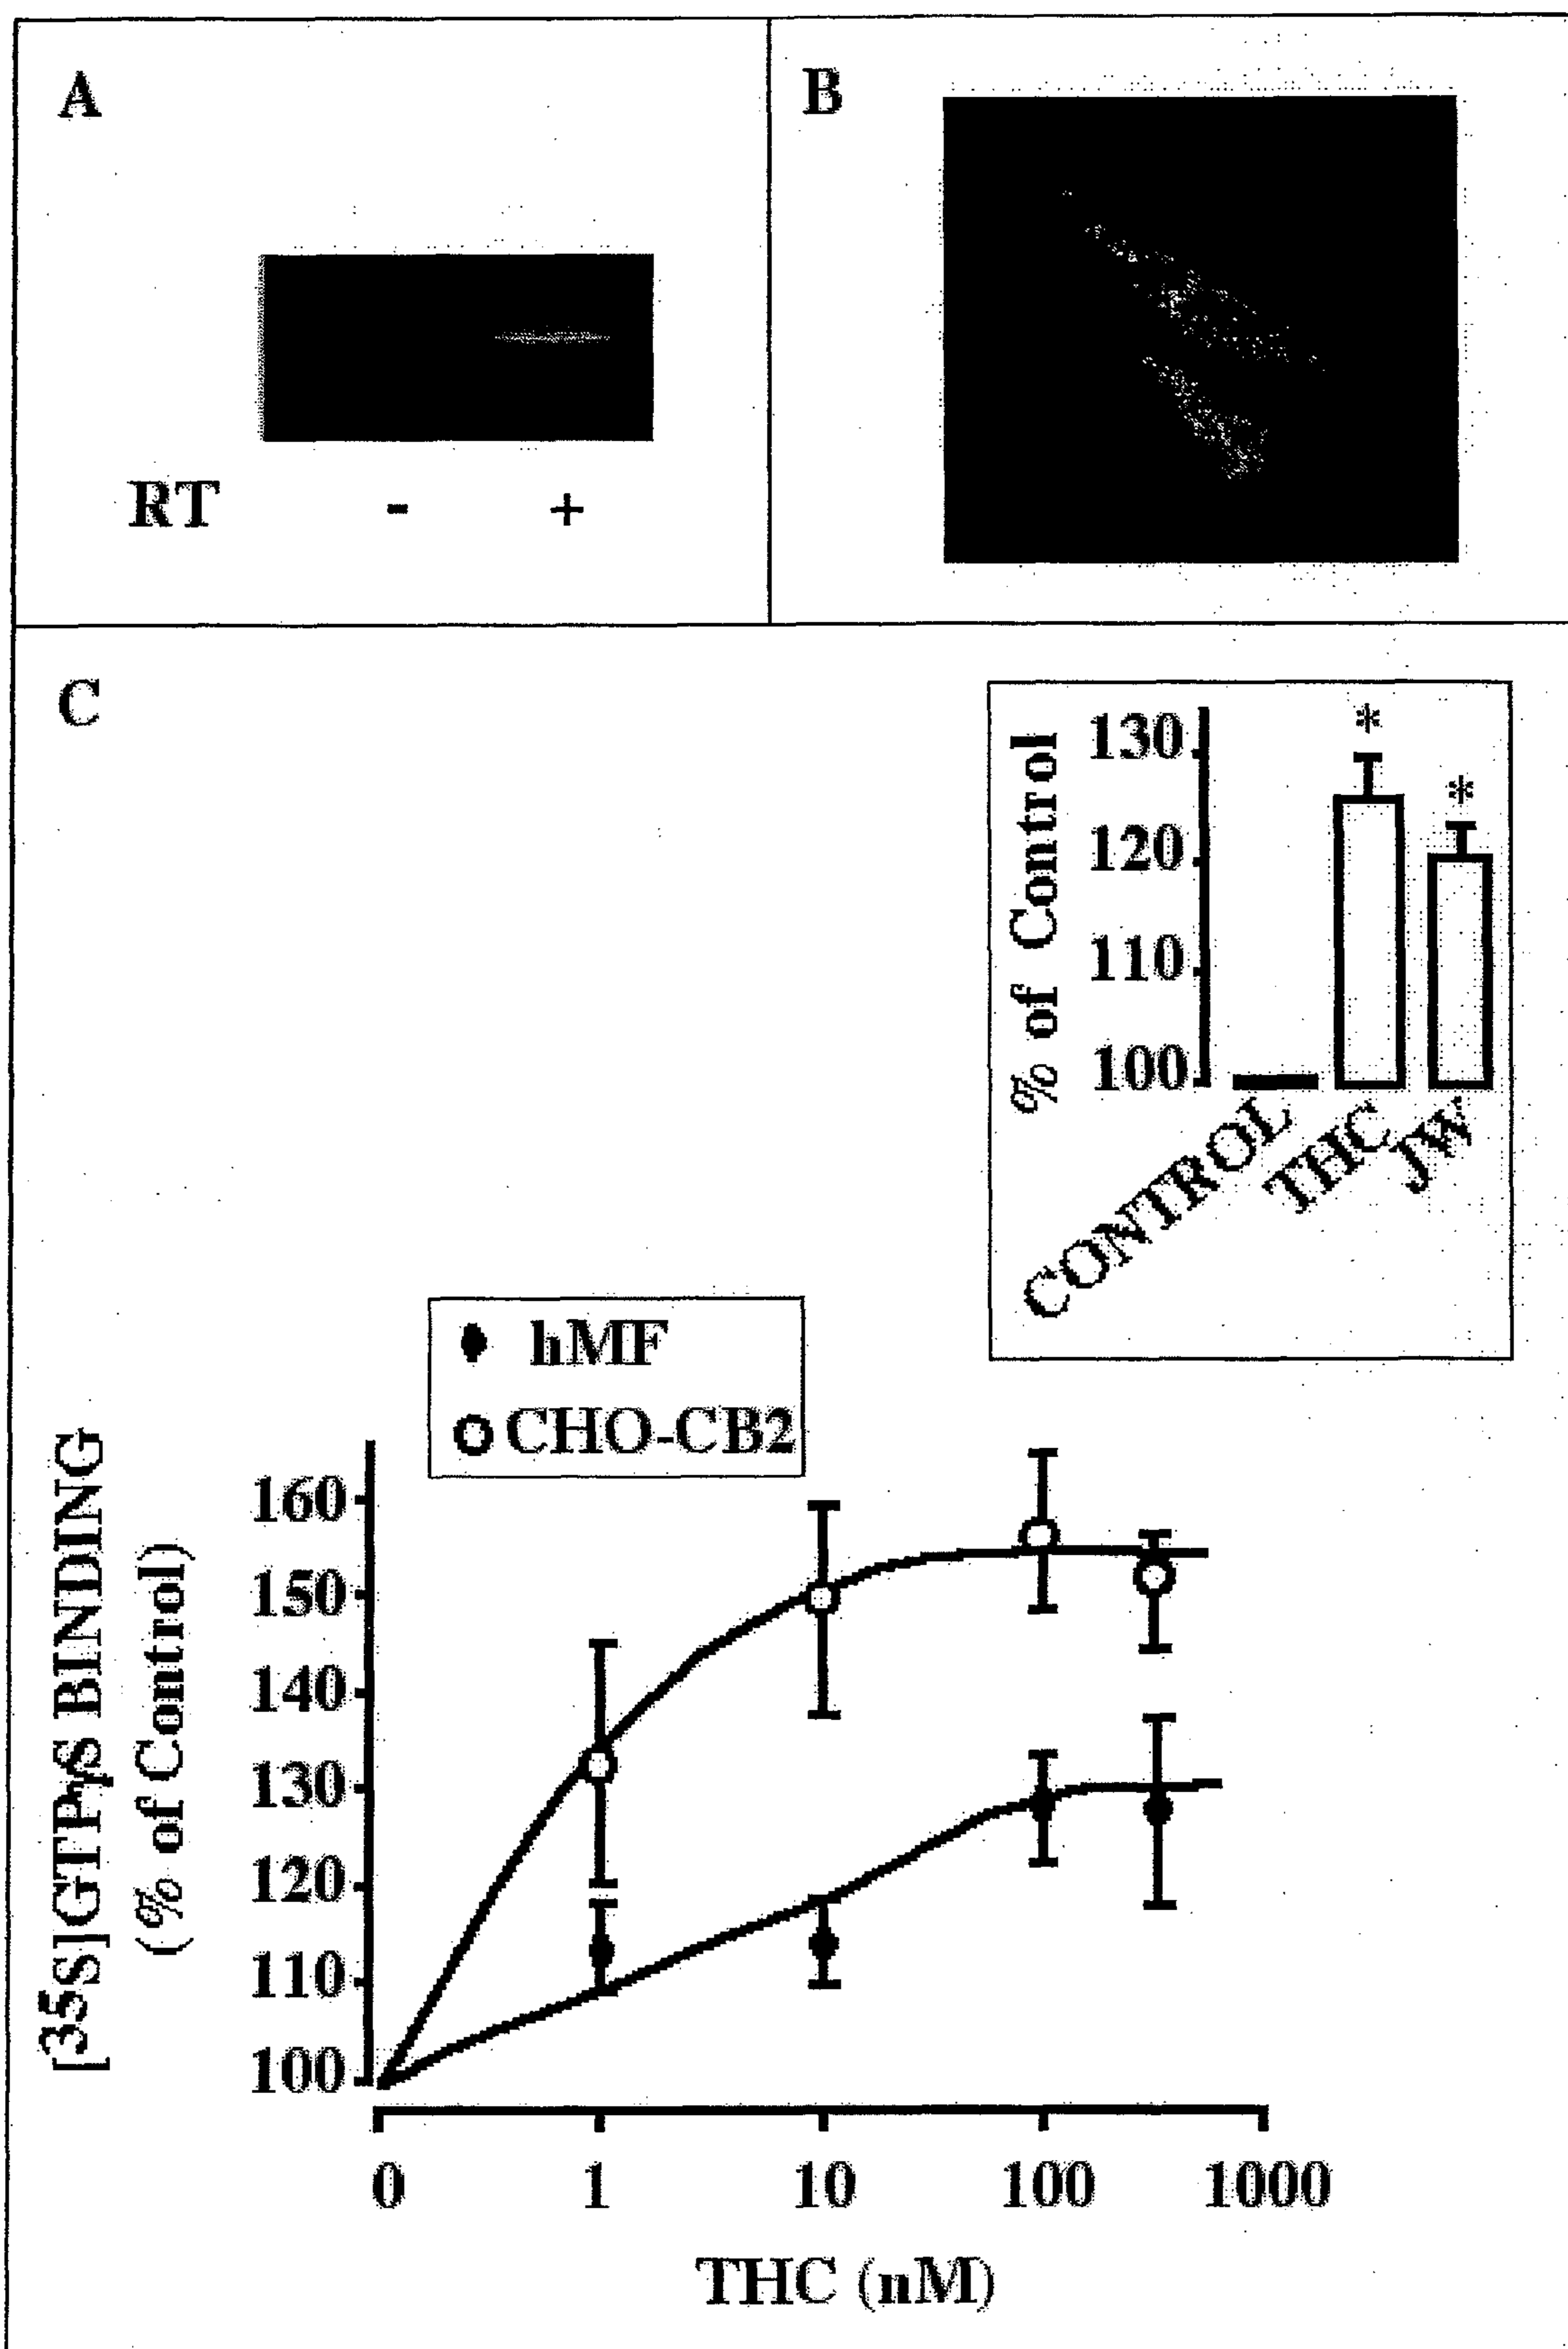 A
B
RT - +
C
% of Control
130
120
110
100
*
*
CONTROL
THC
JW
hMF
CHO-CB2
[35S]GTPγS BINDING
(% of Control)
160
150
140
130
120
110
100
0 1 10 100 1000
THC (nM)